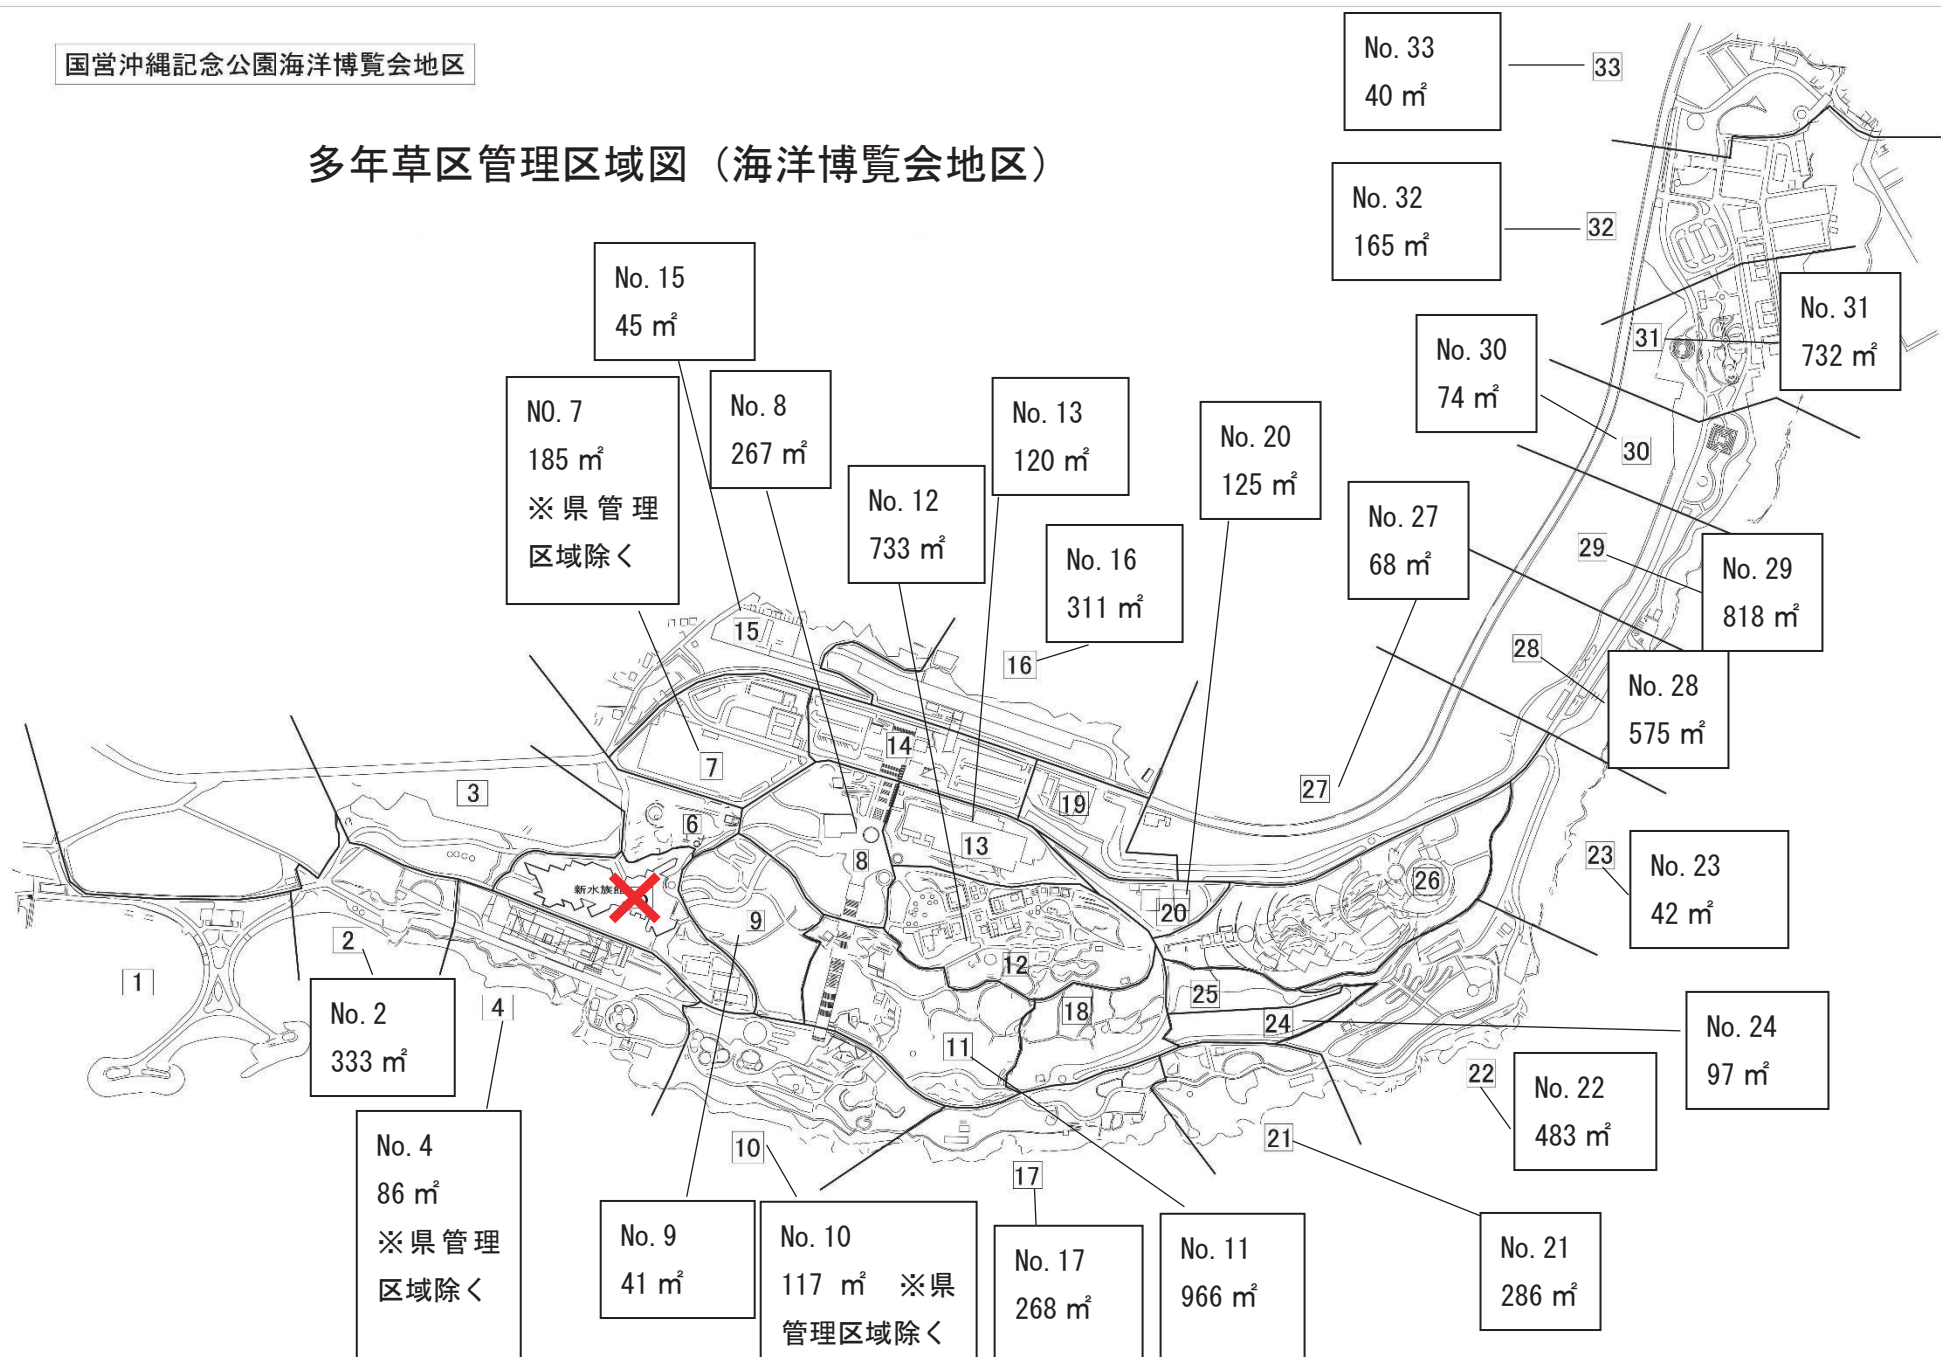 国営沖縄記念公園海洋博覧会地区
多年草区管理区域図（海洋博覧会地区）
No. 33
40 ㎡
33
No. 32
165 ㎡
32
No. 15
45 ㎡
No. 31
732 ㎡
31
No. 30
74 ㎡
30
NO. 7
185 ㎡
※県管理
区域除く
No. 8
267 ㎡
No. 13
120 ㎡
No. 20
125 ㎡
No. 12
733 ㎡
No. 27
68 ㎡
No. 16
311 ㎡
16
29
No. 29
818 ㎡
28
No. 28
575 ㎡
15
14
7
3
6
19
27
13
8
新水族館
9
26
23
No. 23
42 ㎡
20
2
1
4
12
25
18
24
No. 24
97 ㎡
11
No. 2
333 ㎡
22
No. 22
483 ㎡
10
21
17
No. 4
86 ㎡
※県管理
区域除く
No. 9
41 ㎡
No. 10
117 ㎡ ※県
管理区域除く
No. 17
268 ㎡
No. 11
966 ㎡
No. 21
286 ㎡